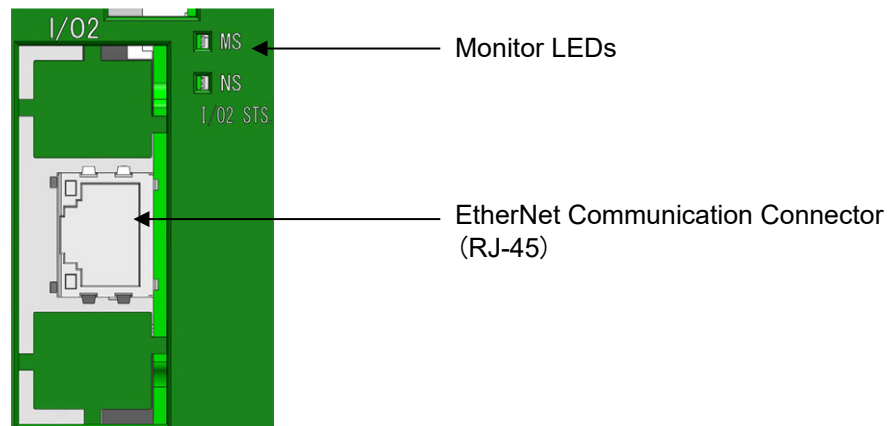 I/O2
MS
Monitor LEDs
NS
I/O2 STS.
EtherNet Communication Connector
（RJ-45）